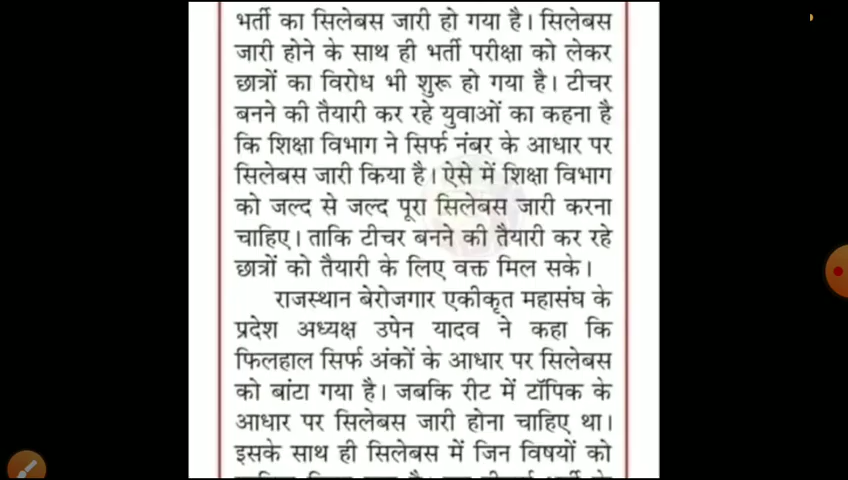 भर्ती का सिलेबस जारी हो गया है। सिलेबस
जारी होने के साथ ही भर्ती परीक्षा को लेकर
छात्रों का विरोध भी शुरू हो गया है। टीचर
बनने की तैयारी कर रहे युवाओं का कहना है
कि शिक्षा विभाग ने सिर्फ नंबर के आधार पर
सिलेबस जारी किया है। ऐसे में शिक्षा विभाग
को जल्द से जल्द पूरा सिलेबस जारी करना
चाहिए। ताकि टीचर बनने की तैयारी कर रहे
छात्रों को तैयारी के लिए वक्त मिल सके।
राजस्थान बेरोजगार एकीकृत महासंघ के
प्रदेश अध्यक्ष उपेन यादव ने कहा कि
फिलहाल सिर्फ अंकों के आधार पर सिलेबस
को बांटा गया है। जबकि रीट में टॉपिक के
आधार पर सिलेबस जारी होना चाहिए था।
इसके साथ ही सिलेबस में जिन विषयों को